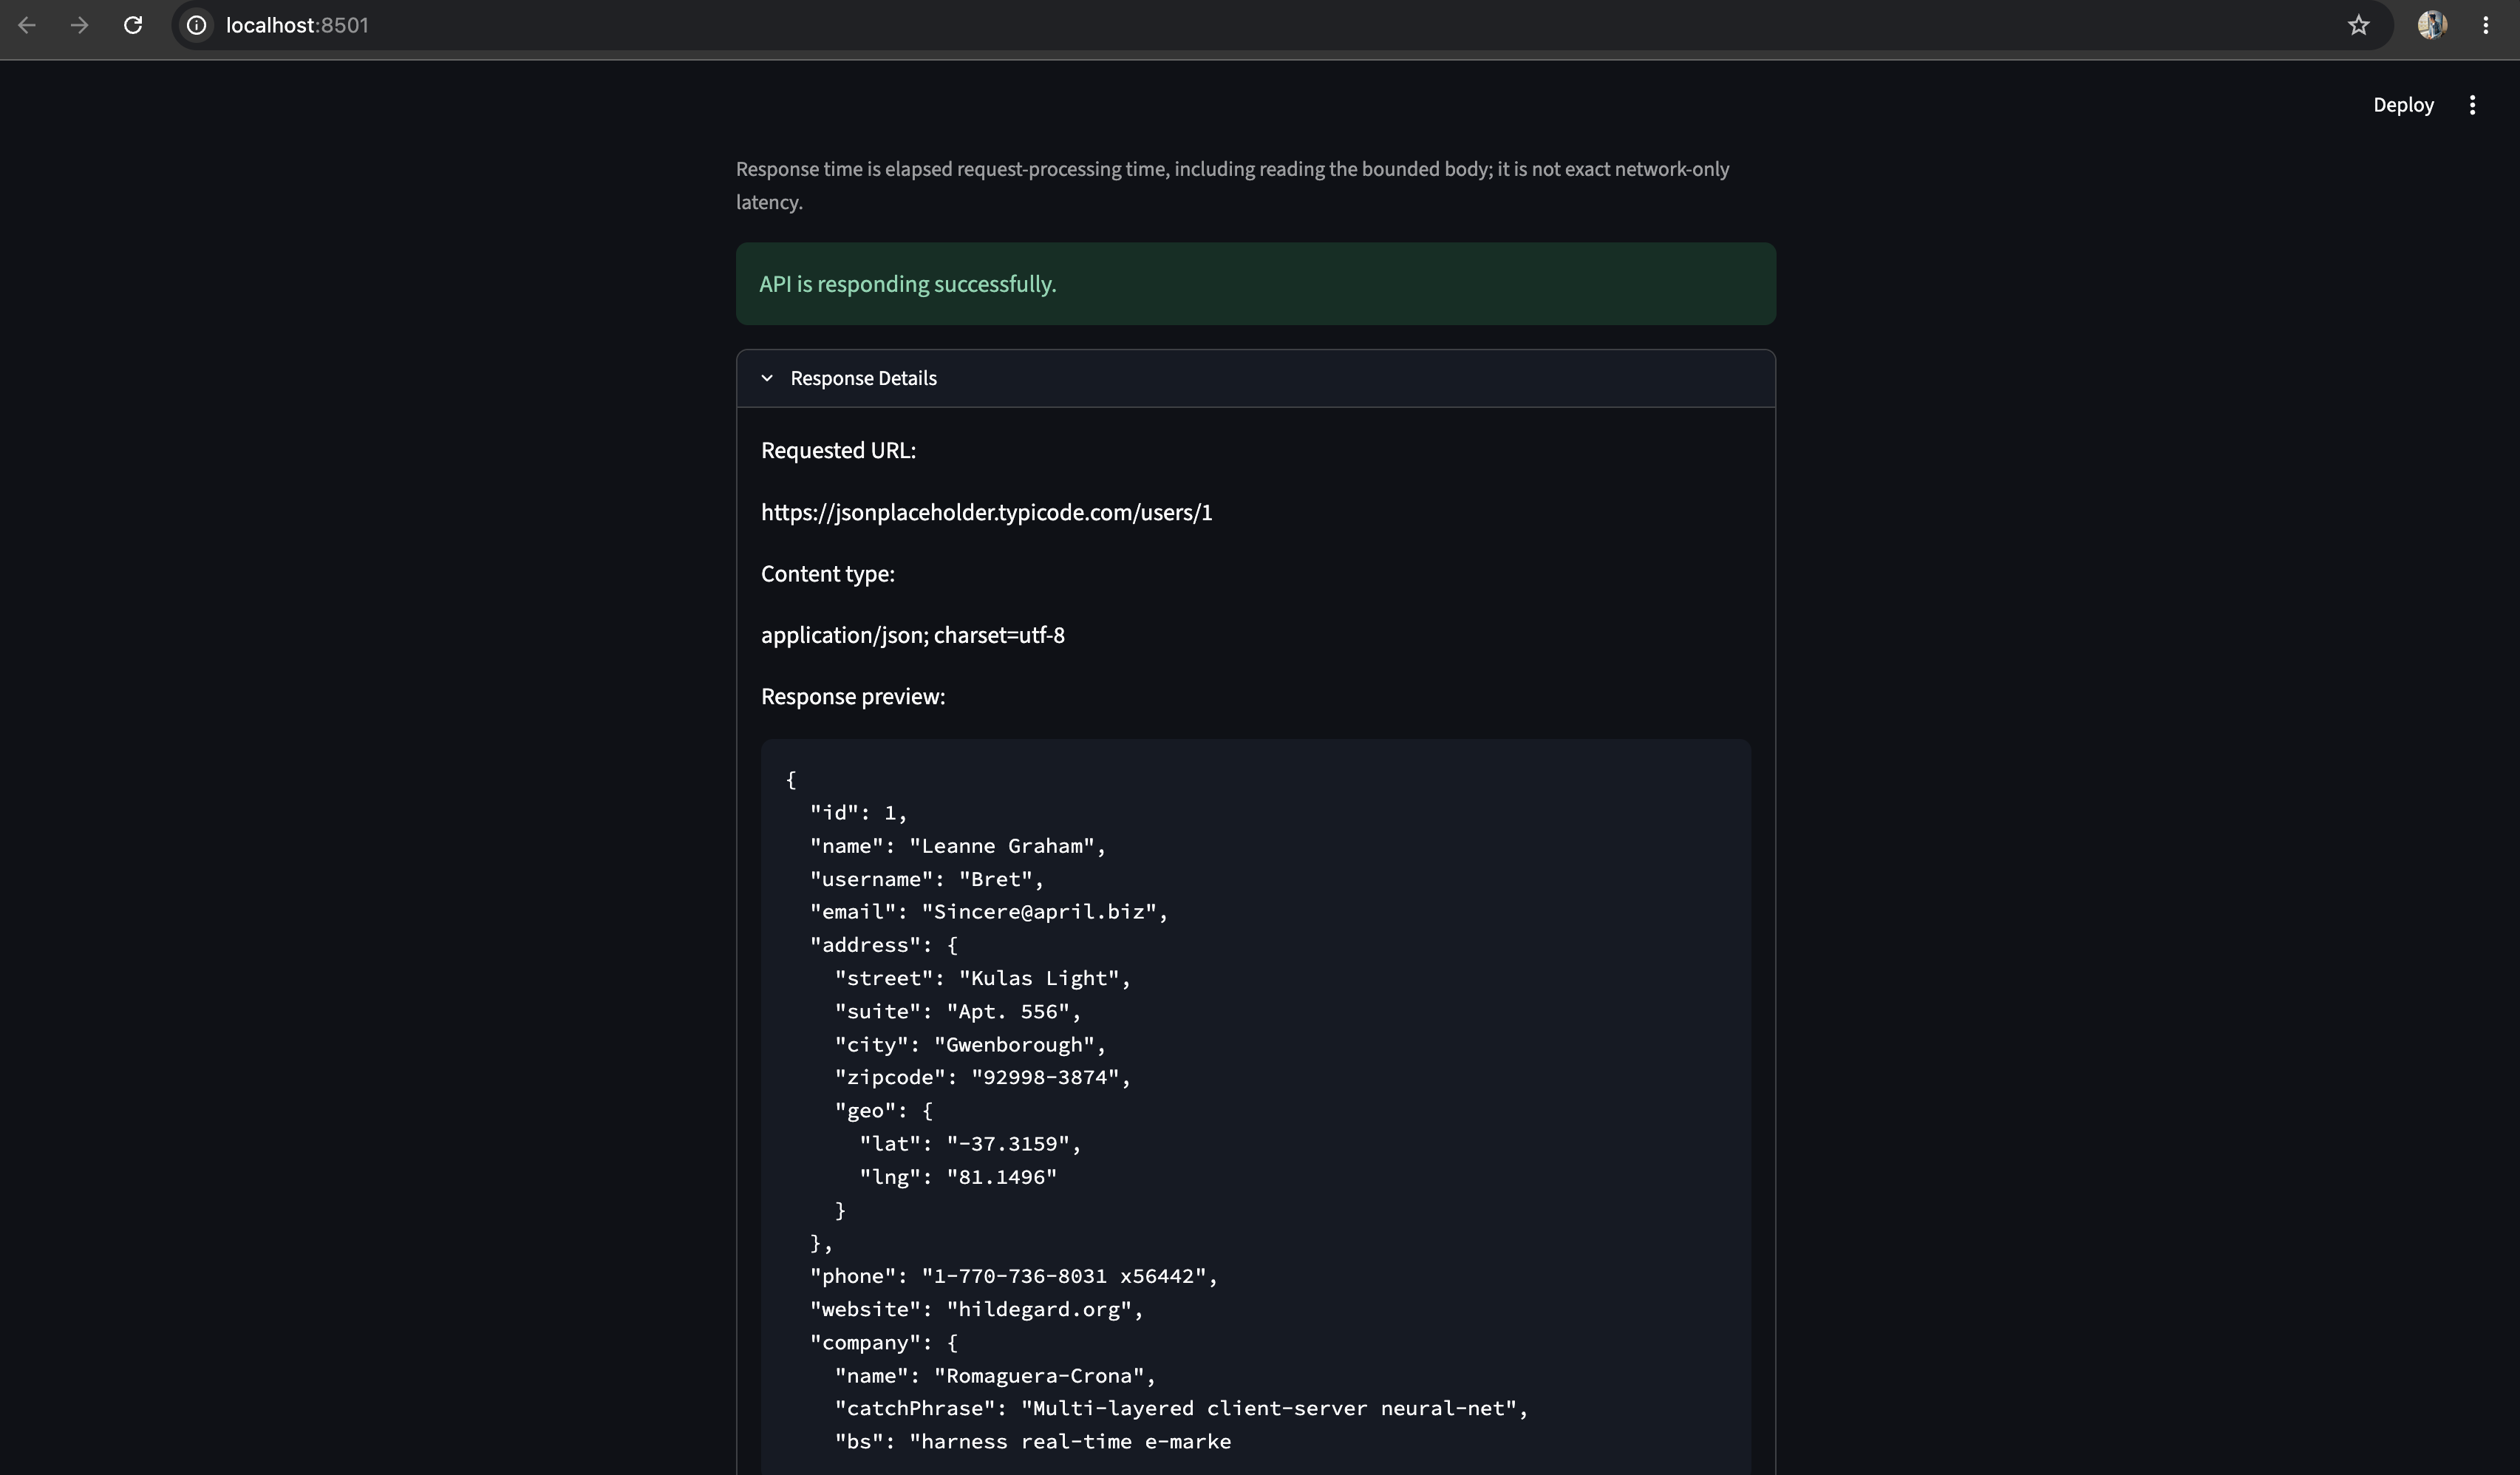 localhost:8501
Deploy
Response time is elapsed request-processing time, including reading the bounded body; it is not exact network-only
latency.
API is responding successfully.
Response Details
Requested URL:
https://jsonplaceholder.typicode.com/users/1
Content type:
application/json; charset=utf-8
Response preview:
{
  "id": 1,
  "name": "Leanne Graham",
  "username": "Bret",
  "email": "Sincere@april.biz",
  "address": {
    "street": "Kulas Light",
    "suite": "Apt. 556",
    "city": "Gwenborough",
    "zipcode": "92998-3874",
    "geo": {
      "lat": "-37.3159",
      "lng": "81.1496"
    }
  },
  "phone": "1-770-736-8031 x56442",
  "website": "hildegard.org",
  "company": {
    "name": "Romaguera-Crona",
    "catchPhrase": "Multi-layered client-server neural-net",
    "bs": "harness real-time e-marke